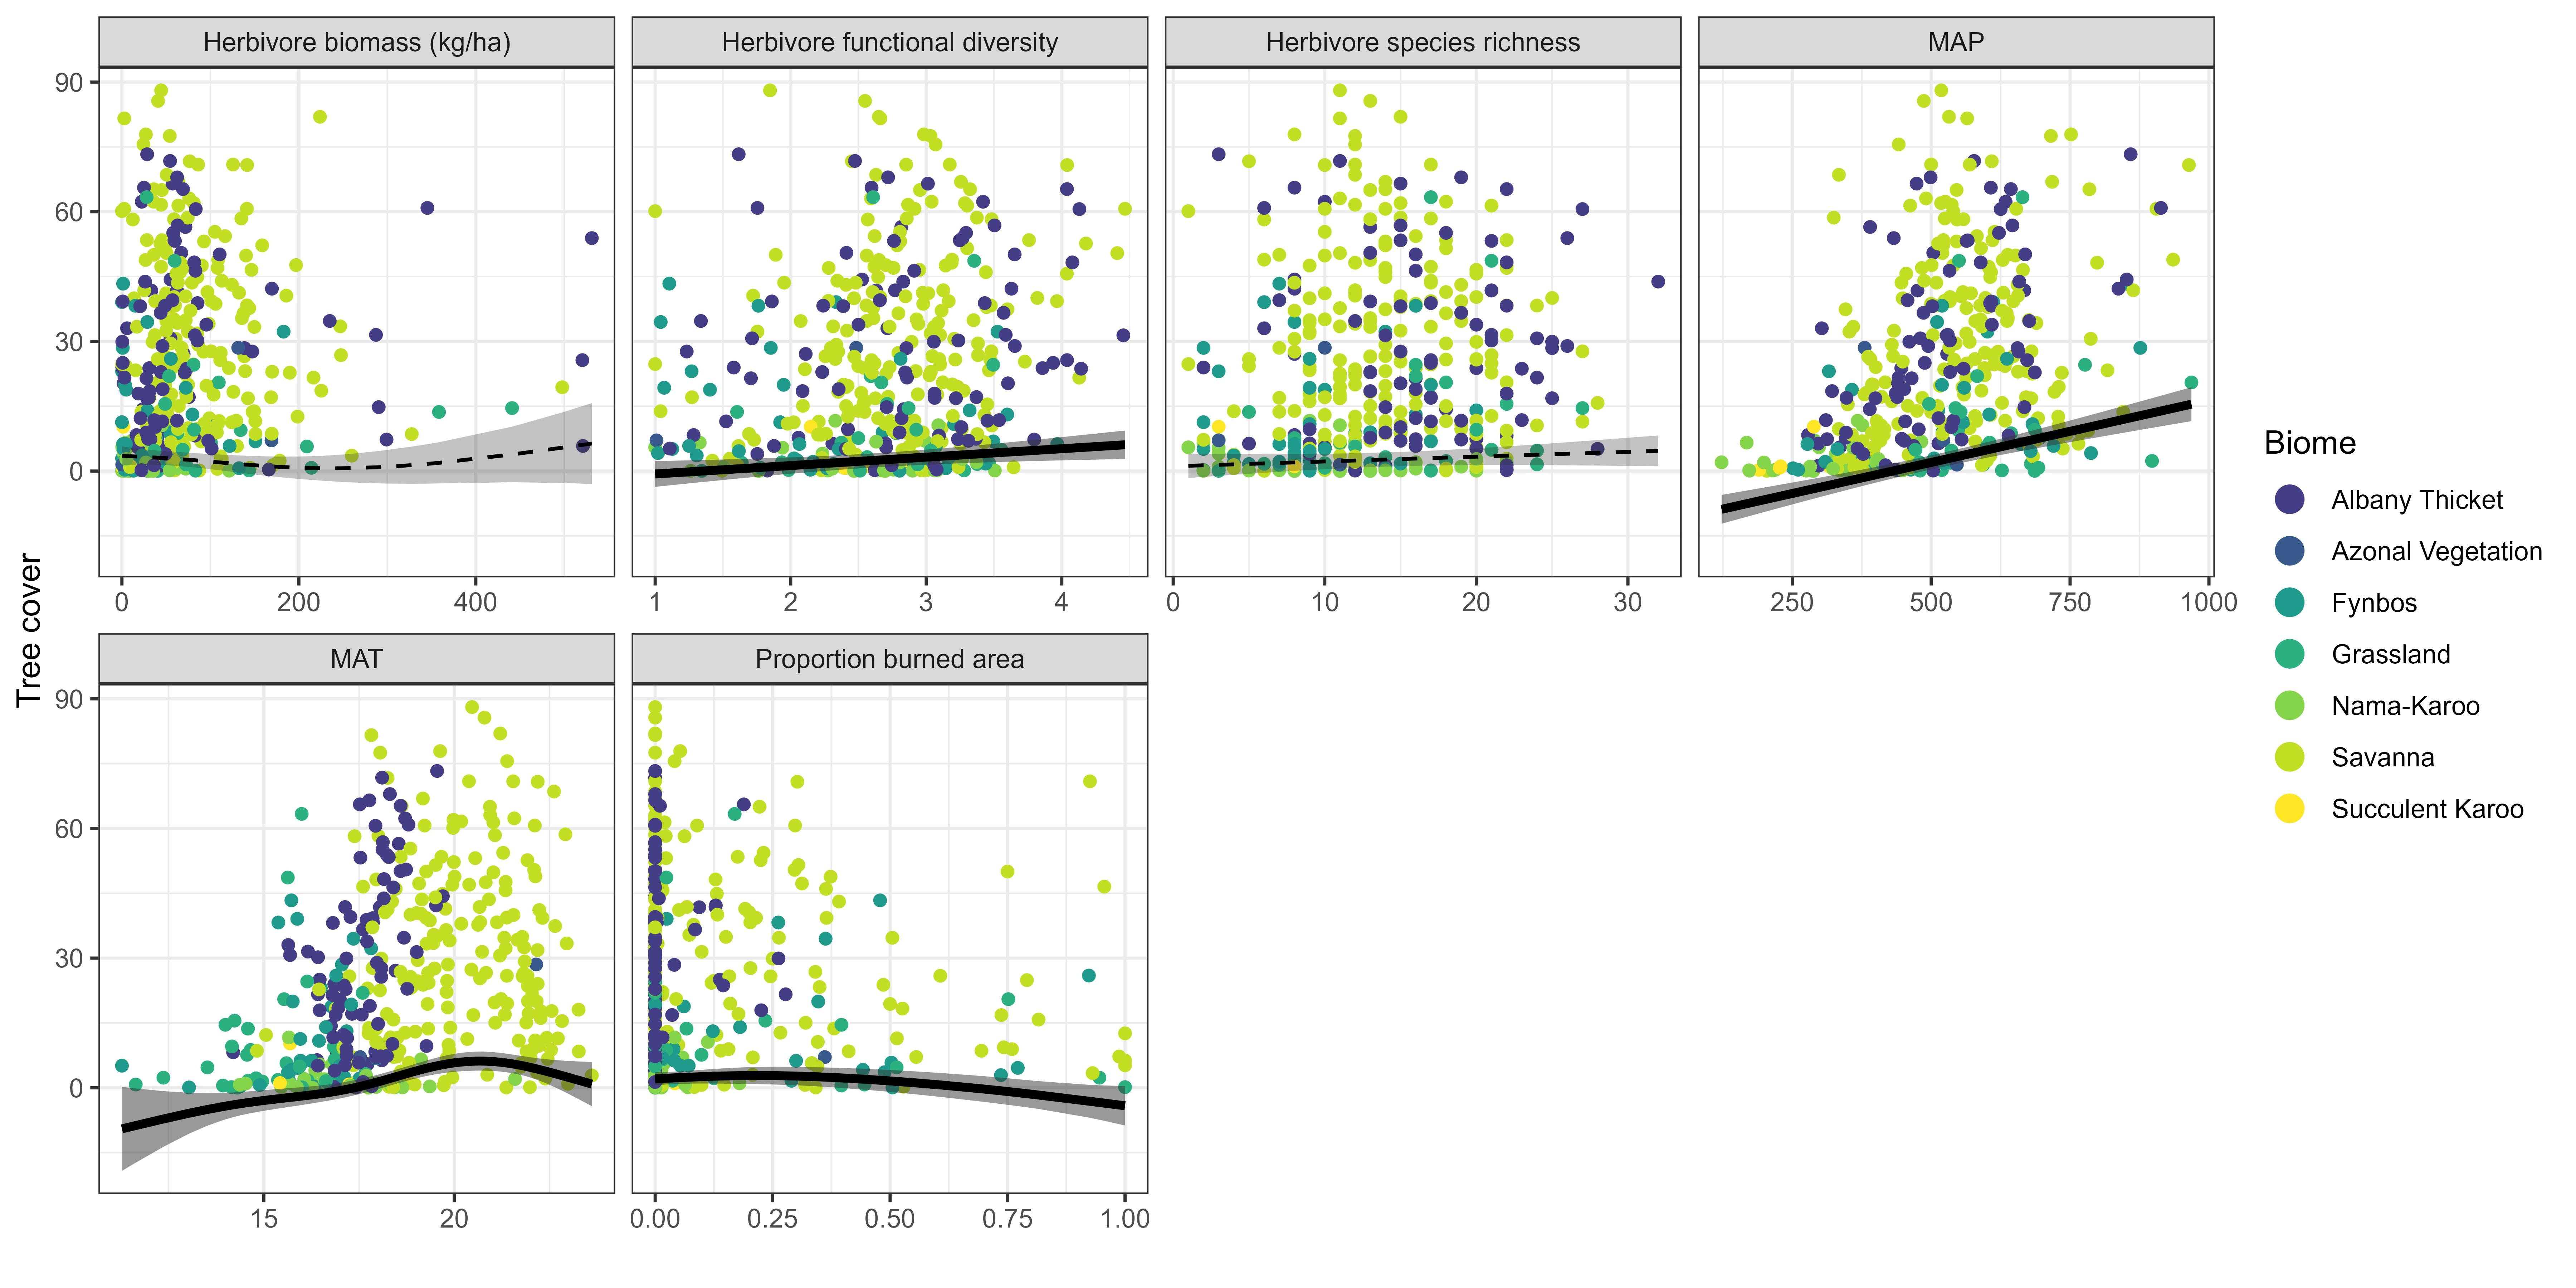 Herbivore biomass (kg/ha)
Herbivore functional diversity
Herbivore species richness
MAP
90
60
30
0
0 200 400
1 2 3 4
0 10 20 30
250 500 750 1000
Tree cover
MAT
Proportion burned area
90
60
30
0
15 20
0.00 0.25 0.50 0.75 1.00
Biome
Albany Thicket
Azonal Vegetation
Fynbos
Grassland
Nama-Karoo
Savanna
Succulent Karoo